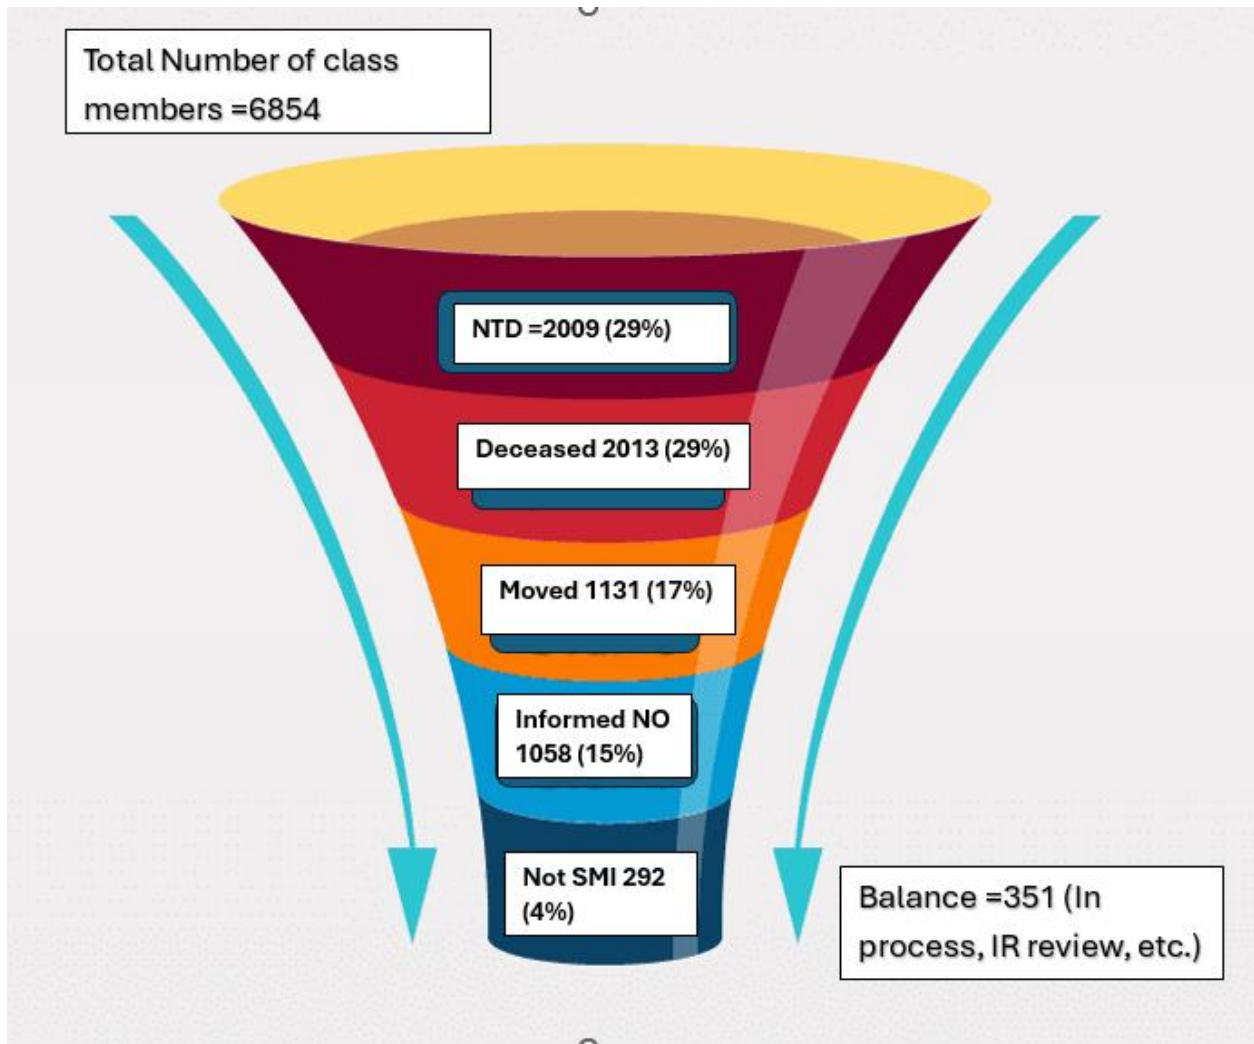 Total Number of class
members =6854
NTD =2009 (29%)
Deceased 2013 (29%)
Moved 1131 (17%)
Informed NO
1058 (15%)
Not SMI 292
(4%)
Balance =351 (In
process, IR review, etc.)